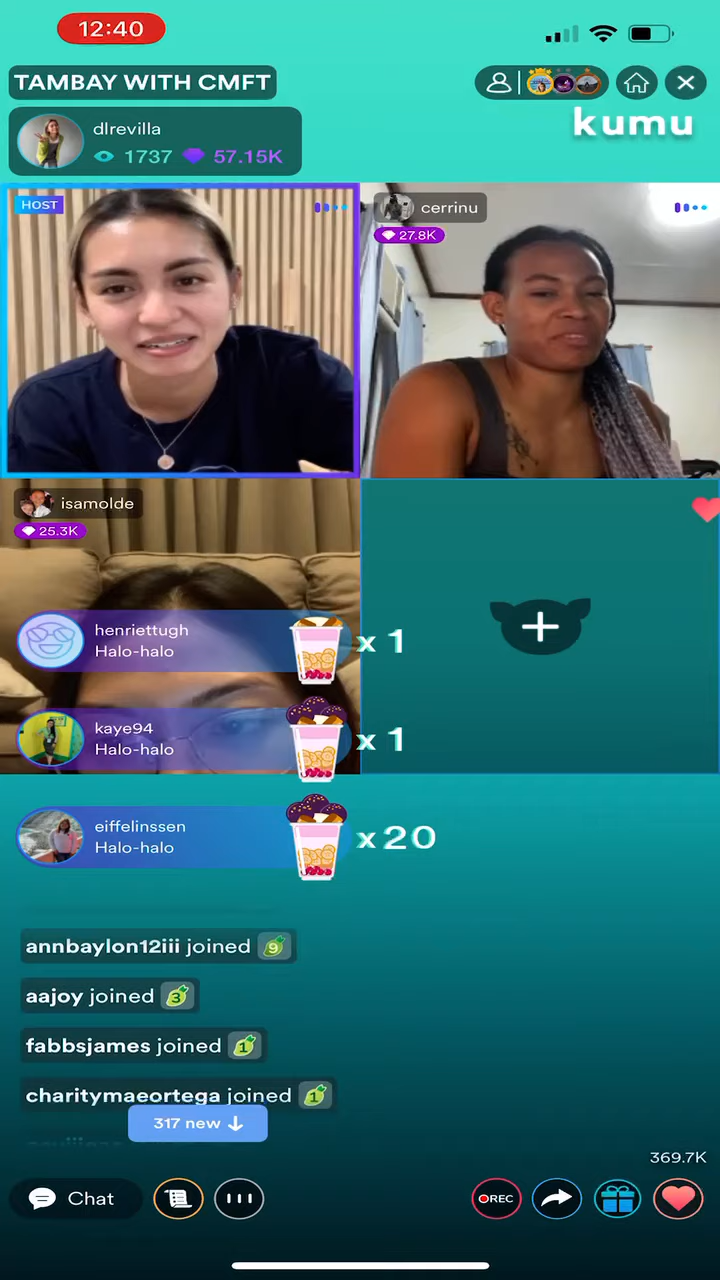 12:40
TAMBAY WITH CMFT
kumu
dlrevilla
1737 57.15K
HOST
cerrinu
27.8K
isamolde
25.3K
henriettugh
Halo-halo
x 1
kaye94
Halo-halo
x 1
eiffelinssen
Halo-halo
x 20
annbaylon12iii joined 9
aajoy joined 3
fabbsjames joined 1
charitymaeortega joined 1
317 new
369.7K
Chat
REC